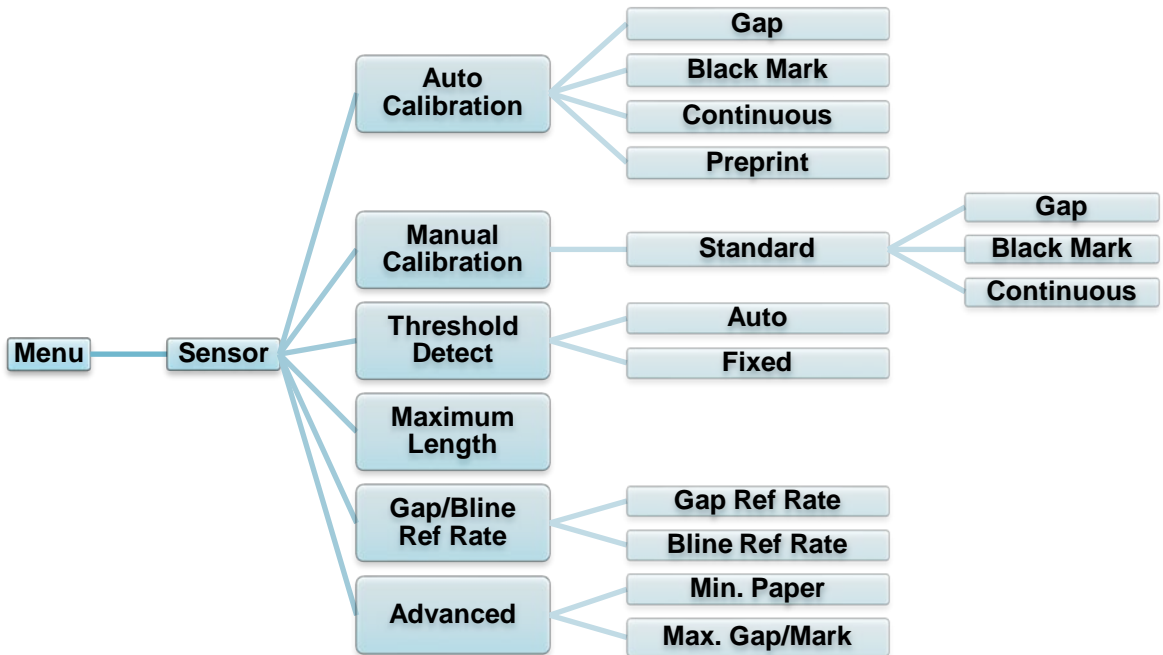 Menu
Sensor
Auto
Calibration
Gap
Black Mark
Continuous
Preprint
Manual
Calibration
Standard
Gap
Black Mark
Continuous
Threshold
Detect
Auto
Fixed
Maximum
Length
Gap/Bline
Ref Rate
Gap Ref Rate
Bline Ref Rate
Advanced
Min. Paper
Max. Gap/Mark